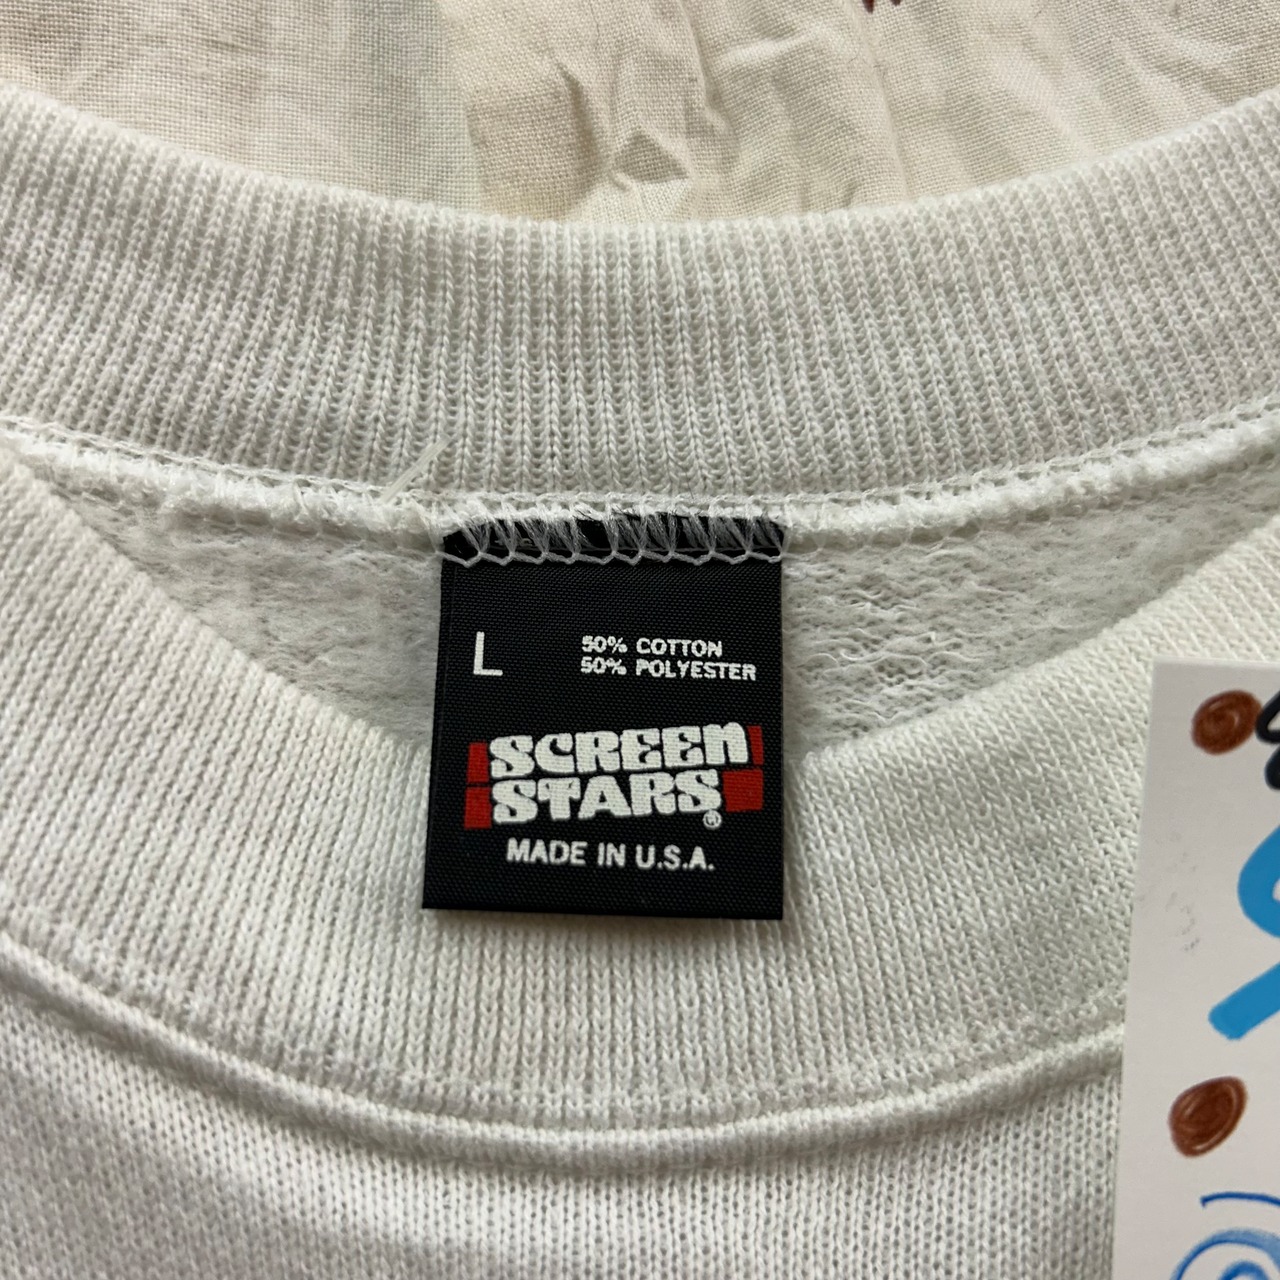 L
50% COTTON
50% POLYESTER
SCREEN
STARS®
MADE IN U.S.A.